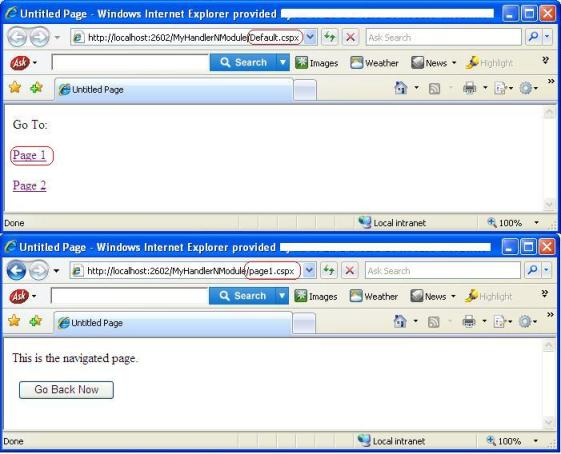 Untitled Page - Windows Internet Explorer provided
http://localhost:2602/MyHandlerNModule/Default.cspx Ask Search
Ask Search Images Weather News Highlight »
Untitled Page »
Go To:
Page 1
Page 2
Done Local intranet 100%
Untitled Page - Windows Internet Explorer provided
http://localhost:2602/MyHandlerNModule/page1.cspx Ask Search
Ask Search Images Weather News Highlight »
Untitled Page »
This is the navigated page.
Go Back Now
Done Local intranet 100%